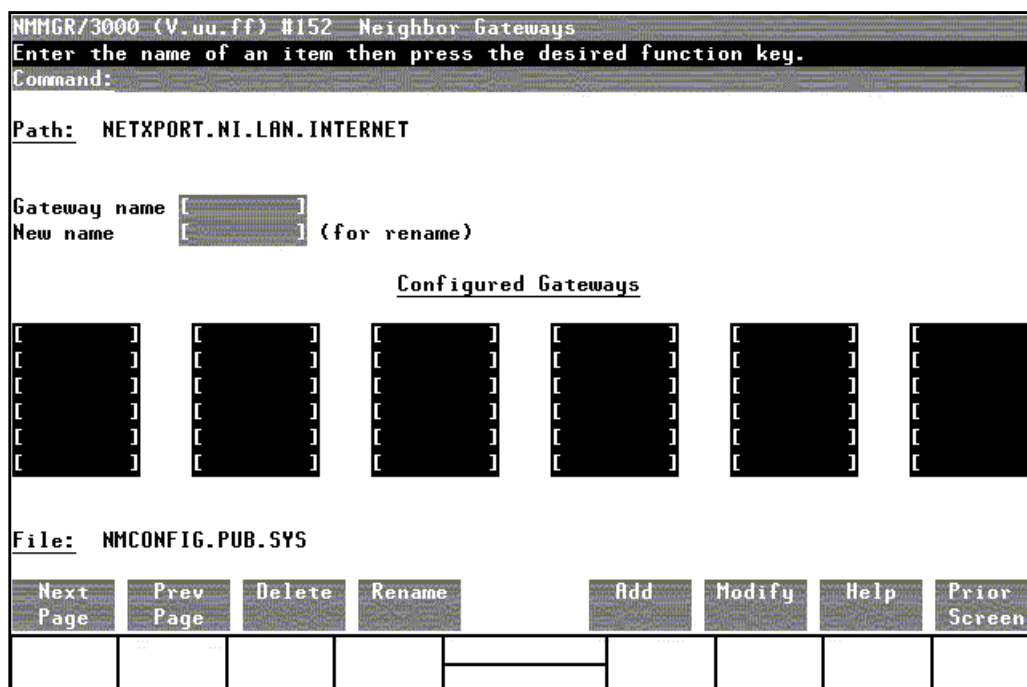 NMMGR/3000 (V.uu.ff) #152 Neighbor Gateways
Enter the name of an item then press the desired function key.
Command:
Path: NETXPORT.NI.LAN.INTERNET
Gateway name [ ]
New name [ ] (for rename)
Configured Gateways
[ ] [ ] [ ] [ ] [ ] [
[ ] [ ] [ ] [ ] [ ] [
[ ] [ ] [ ] [ ] [ ] [
[ ] [ ] [ ] [ ] [ ] [
[ ] [ ] [ ] [ ] [ ] [
[ ] [ ] [ ] [ ] [ ] [
File: NMCONFIG.PUB.SYS
Next Prev Delete Rename Add Modify Help Prior
Page Page Screen